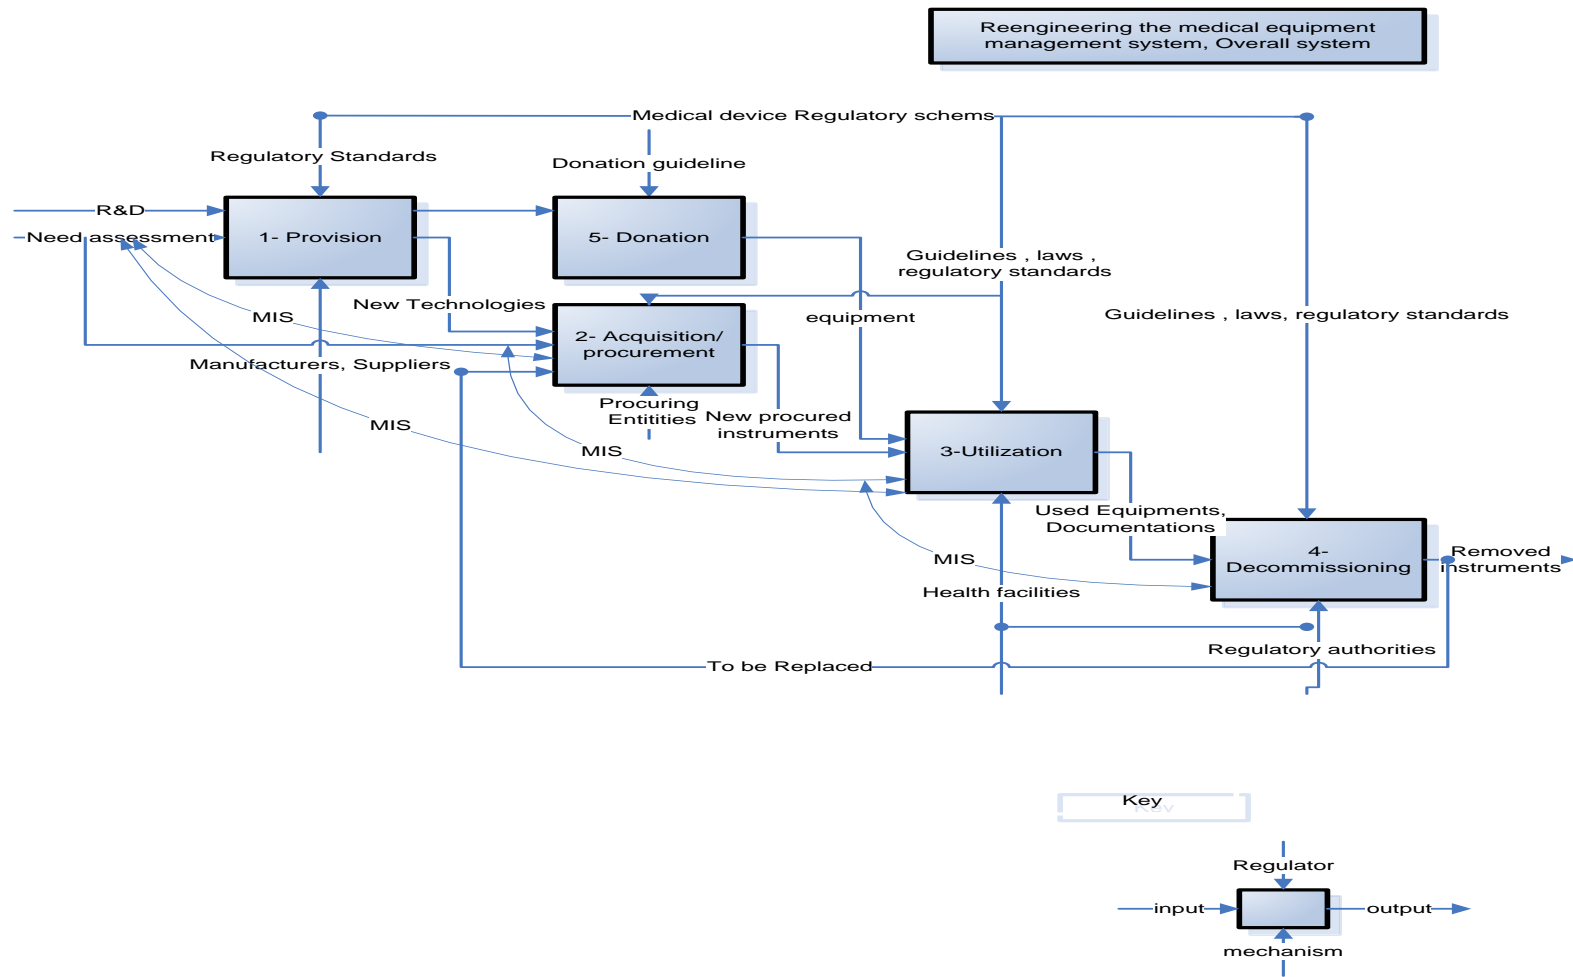 Reengineering the medical equipment
management system, Overall system
Medical device Regulatory schems
Regulatory Standards
Donation guideline
R&D
Need assessment
1- Provision
5- Donation
Guidelines , laws ,
regulatory standards
New Technologies
MIS
equipment
Guidelines , laws, regulatory standards
2- Acquisition/
procurement
Manufacturers, Suppliers
Procuring
Entitities
New procured
instruments
MIS
MIS
3-Utilization
Used Equipments,
Documentations
4-
Decommissioning
Removed
instruments
MIS
Health facilities
Regulatory authorities
To be Replaced
Key
Regulator
input
output
mechanism